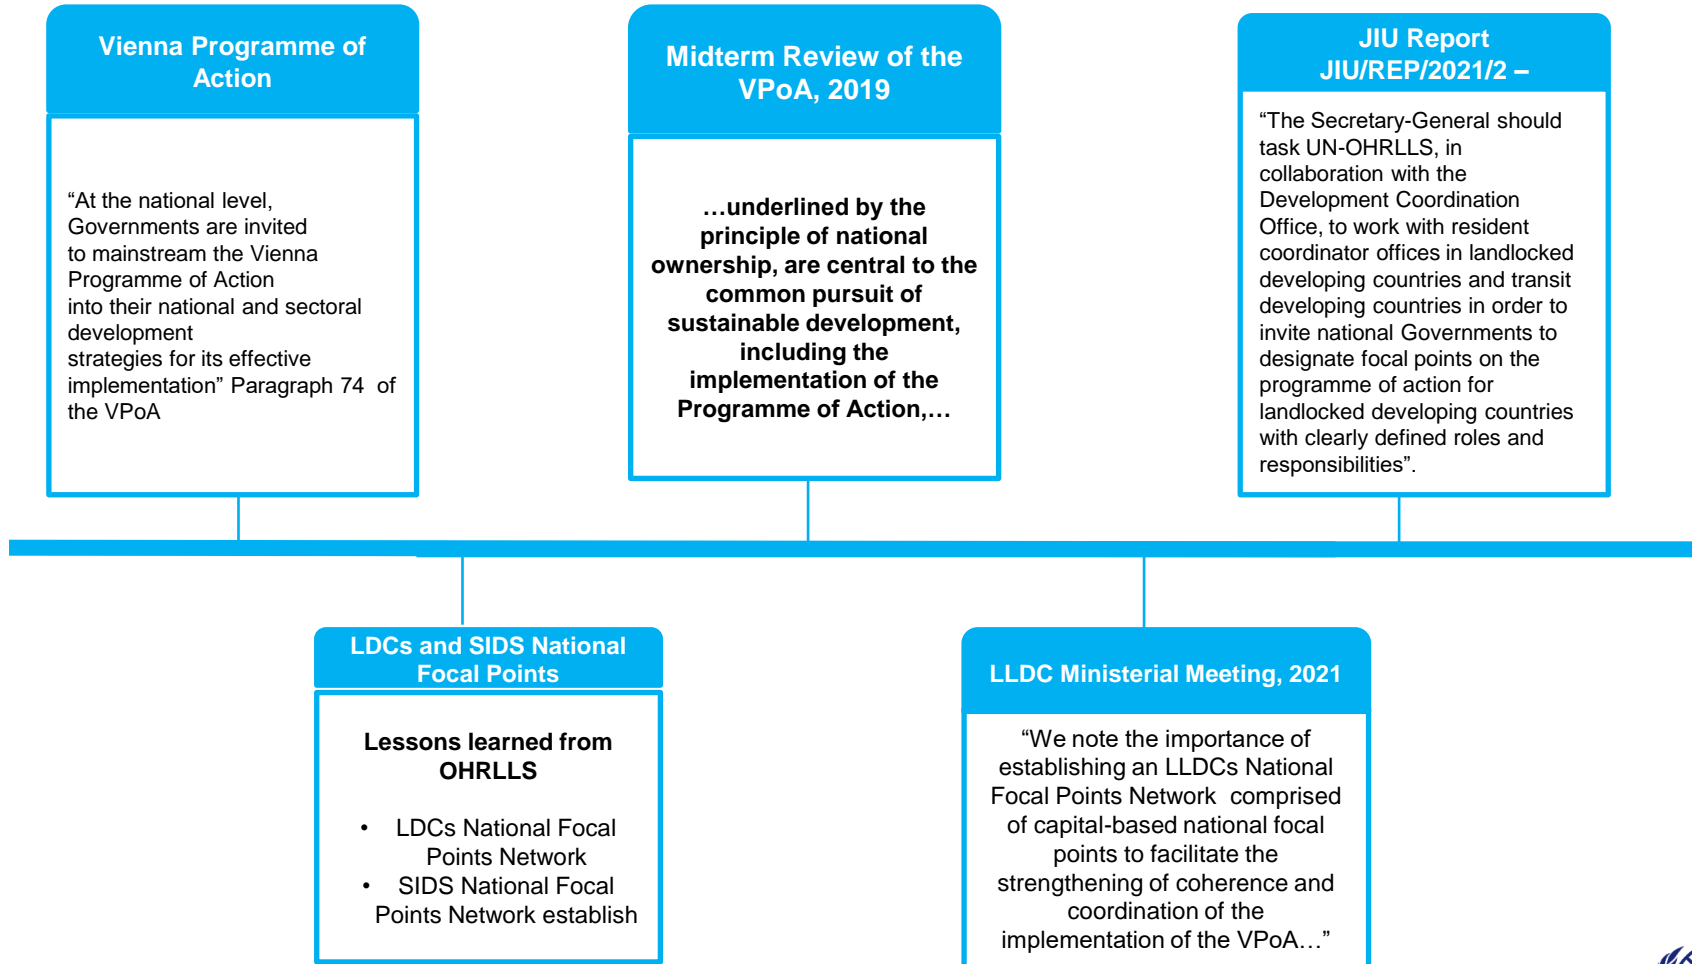 Vienna Programme of
Action
“At the national level,
Governments are invited
to mainstream the Vienna
Programme of Action
into their national and sectoral
development
strategies for its effective
implementation” Paragraph 74 of
the VPoA
Midterm Review of the
VPoA, 2019
…underlined by the
principle of national
ownership, are central to the
common pursuit of
sustainable development,
including the
implementation of the
Programme of Action,…
JIU Report
JIU/REP/2021/2 –
“The Secretary-General should
task UN-OHRLLS, in
collaboration with the
Development Coordination
Office, to work with resident
coordinator offices in landlocked
developing countries and transit
developing countries in order to
invite national Governments to
designate focal points on the
programme of action for
landlocked developing countries
with clearly defined roles and
responsibilities”.
LDCs and SIDS National
Focal Points
Lessons learned from
OHRLLS
• LDCs National Focal
Points Network
• SIDS National Focal
Points Network establish
LLDC Ministerial Meeting, 2021
“We note the importance of
establishing an LLDCs National
Focal Points Network comprised
of capital-based national focal
points to facilitate the
strengthening of coherence and
coordination of the
implementation of the VPoA…”